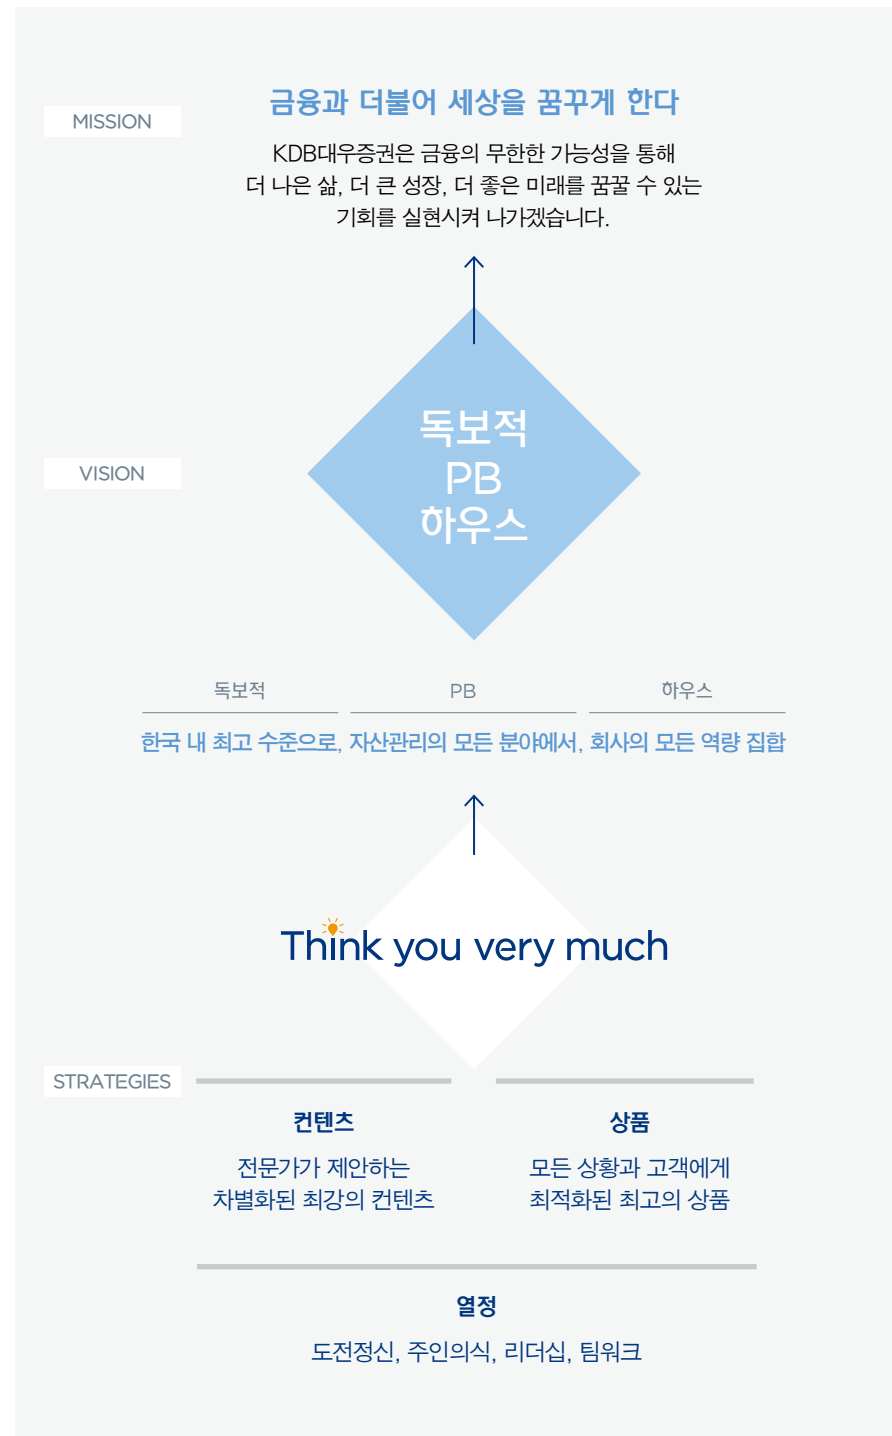 MISSION
금융과 더불어 세상을 꿈꾸게 한다
KDB대우증권은 금융의 무한한 가능성을 통해
더 나은 삶, 더 큰 성장, 더 좋은 미래를 꿈꿀 수 있는
기회를 실현시켜 나가겠습니다.
VISION
독보적
PB
하우스
독보적 PB 하우스
한국 내 최고 수준으로, 자산관리의 모든 분야에서, 회사의 모든 역량 집합
Think you very much
STRATEGIES
컨텐츠
전문가가 제안하는
차별화된 최강의 컨텐츠
상품
모든 상황과 고객에게
최적화된 최고의 상품
열정
도전정신, 주인의식, 리더십, 팀워크